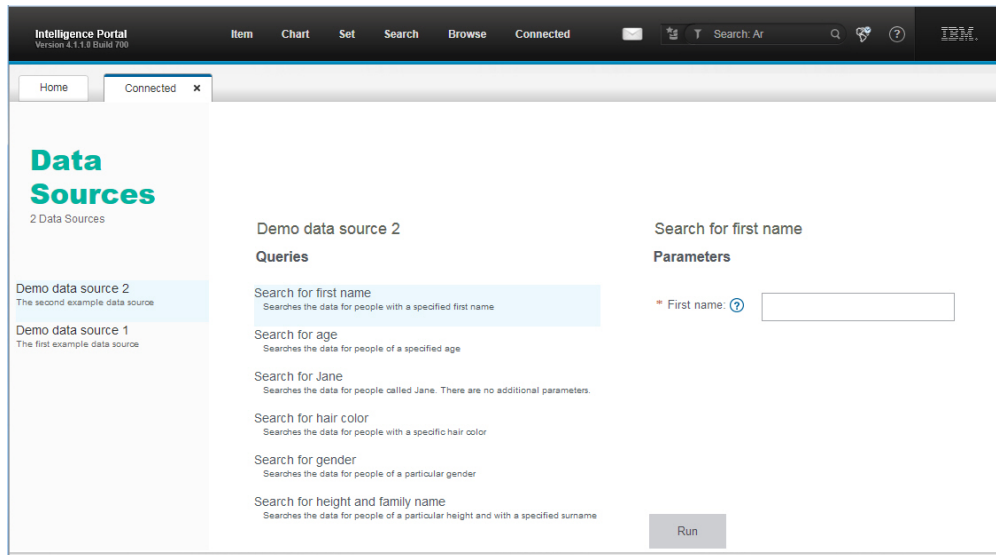 Intelligence Portal
Version 4.1.1.0 Build 700
Item Chart Set Search Browse Connected
T Search: Ar
?
IBM.
Home
Connected ×
Data
Sources
2 Data Sources
Demo data source 2
The second example data source
Demo data source 1
The first example data source
Demo data source 2
Queries
Search for first name
Searches the data for people with a specified first name
Search for age
Searches the data for people of a specified age
Search for Jane
Searches the data for people called Jane. There are no additional parameters.
Search for hair color
Searches the data for people with a specific hair color
Search for gender
Searches the data for people of a particular gender
Search for height and family name
Searches the data for people of a particular height and with a specified surname
Search for first name
Parameters
* First name: ?
Run